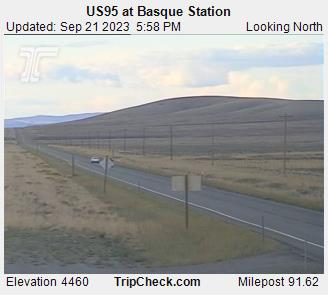 US95 at Basque Station
Updated: Sep 21 2023 5:58 PM Looking North
Elevation 4460 TripCheck.com Milepost 91.62